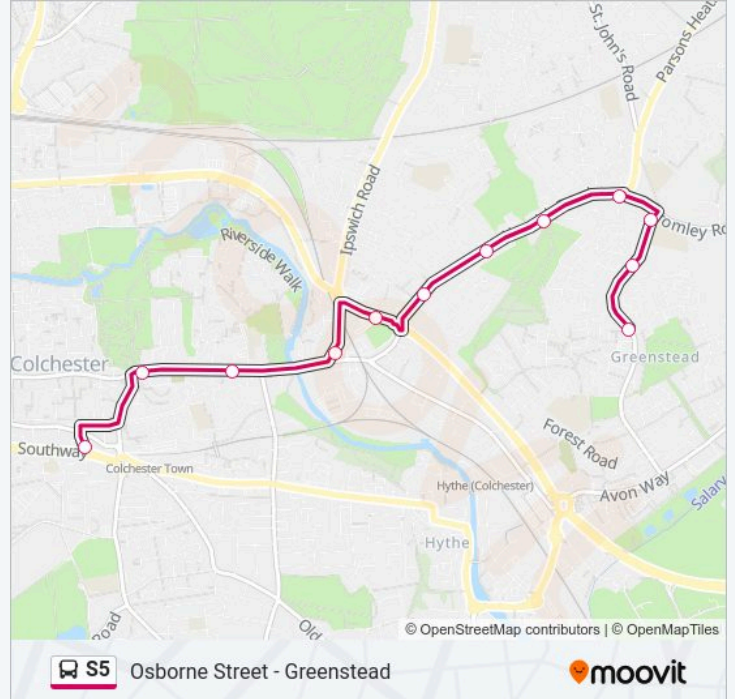 St. John's Road
Parsons Heat
Ipswich Road
Riverside Walk
omley Ro
Colchester
Greenstead
Southway
Colchester Town
Forest Road
Hythe (Colchester)
Avon Way
Salary
Hythe
Road
Old
© OpenStreetMap contributors | © OpenMapTiles
S5 Osborne Street - Greenstead
moovit